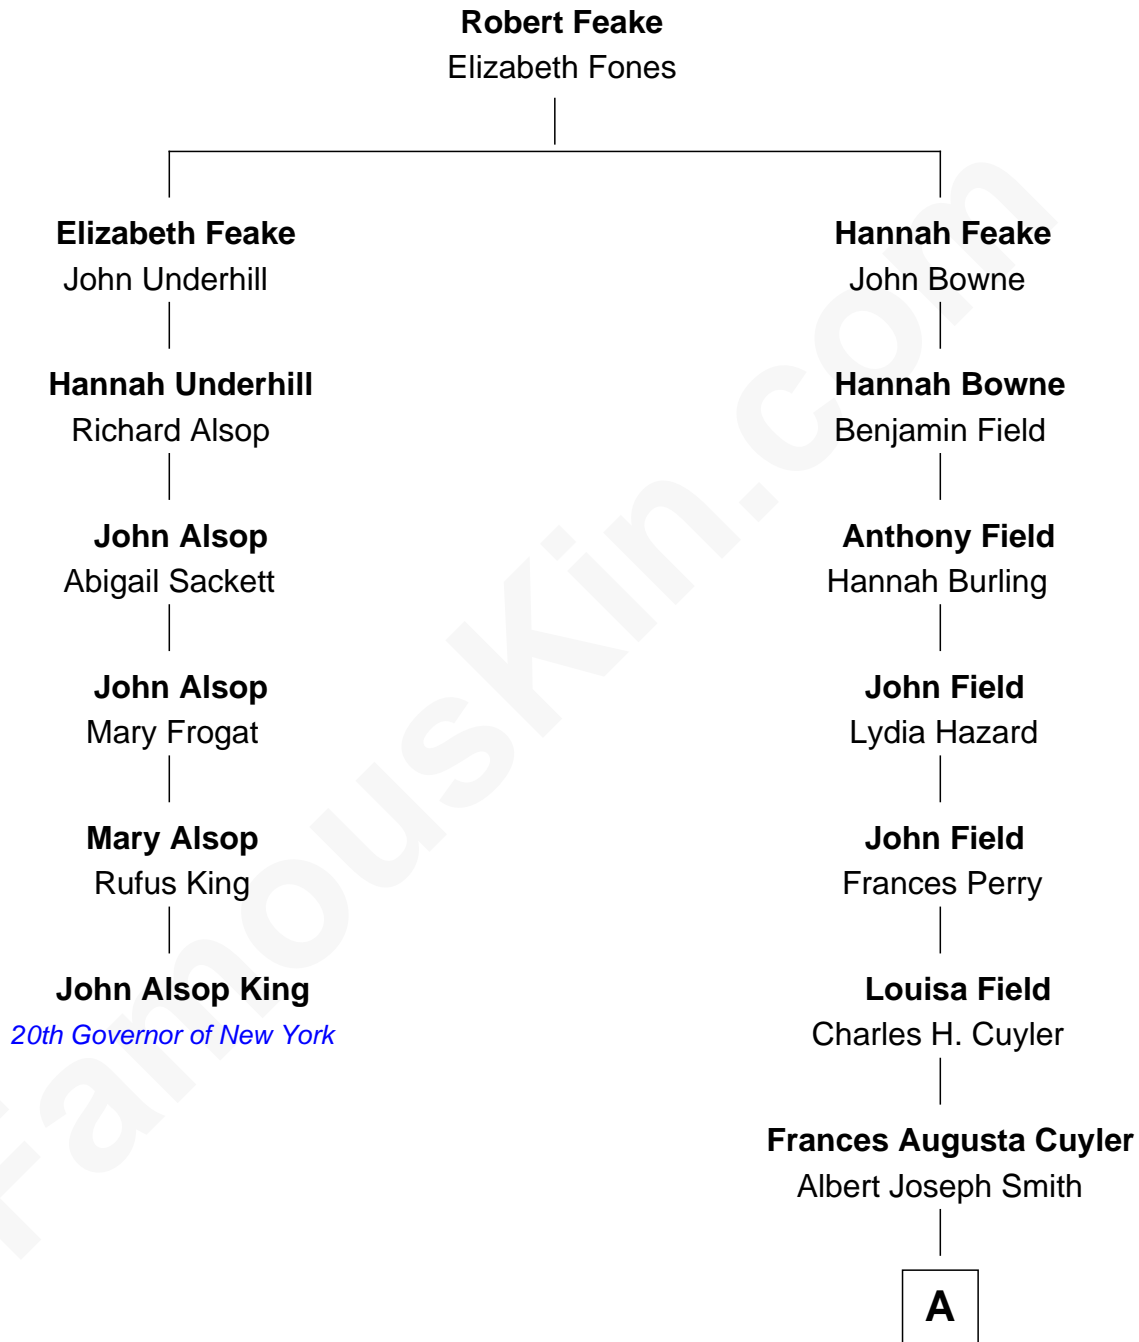 Robert Feake
Elizabeth Fones
Elizabeth Feake
John Underhill
Hannah Underhill
Richard Alsop
John Alsop
Abigail Sackett
John Alsop
Mary Frogat
Mary Alsop
Rufus King
John Alsop King
20th Governor of New York
Hannah Feake
John Bowne
Hannah Bowne
Benjamin Field
Anthony Field
Hannah Burling
John Field
Lydia Hazard
John Field
Frances Perry
Louisa Field
Charles H. Cuyler
Frances Augusta Cuyler
Albert Joseph Smith
A
FamousKin.com